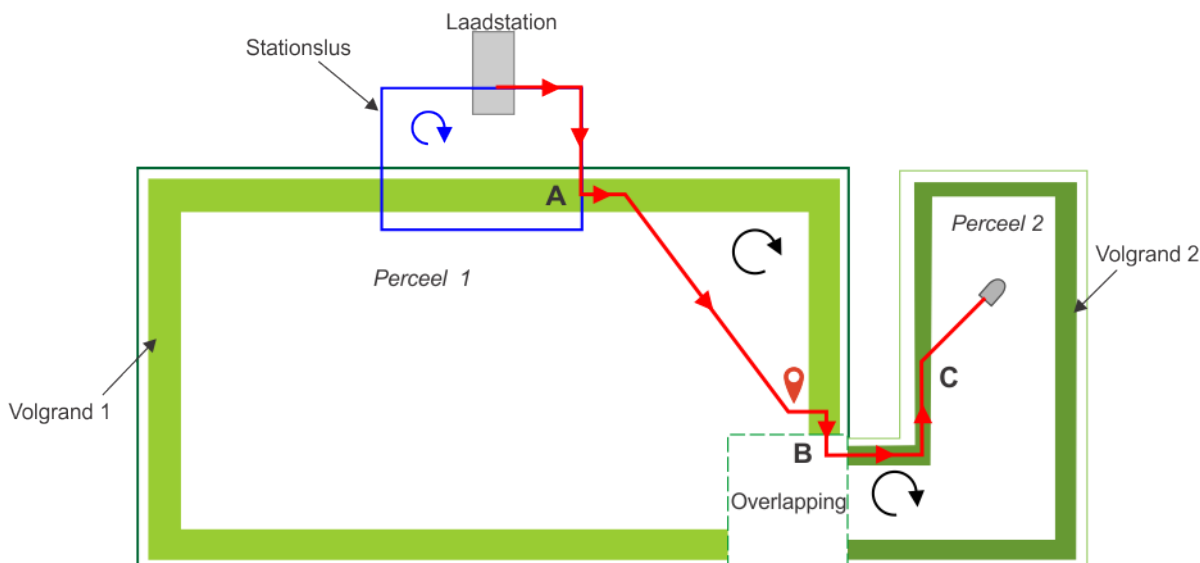 Laadstation
Stationslus
A
Perceel 2
Volgrand 2
Perceel 1
C
Volgrand 1
B
Overlapping